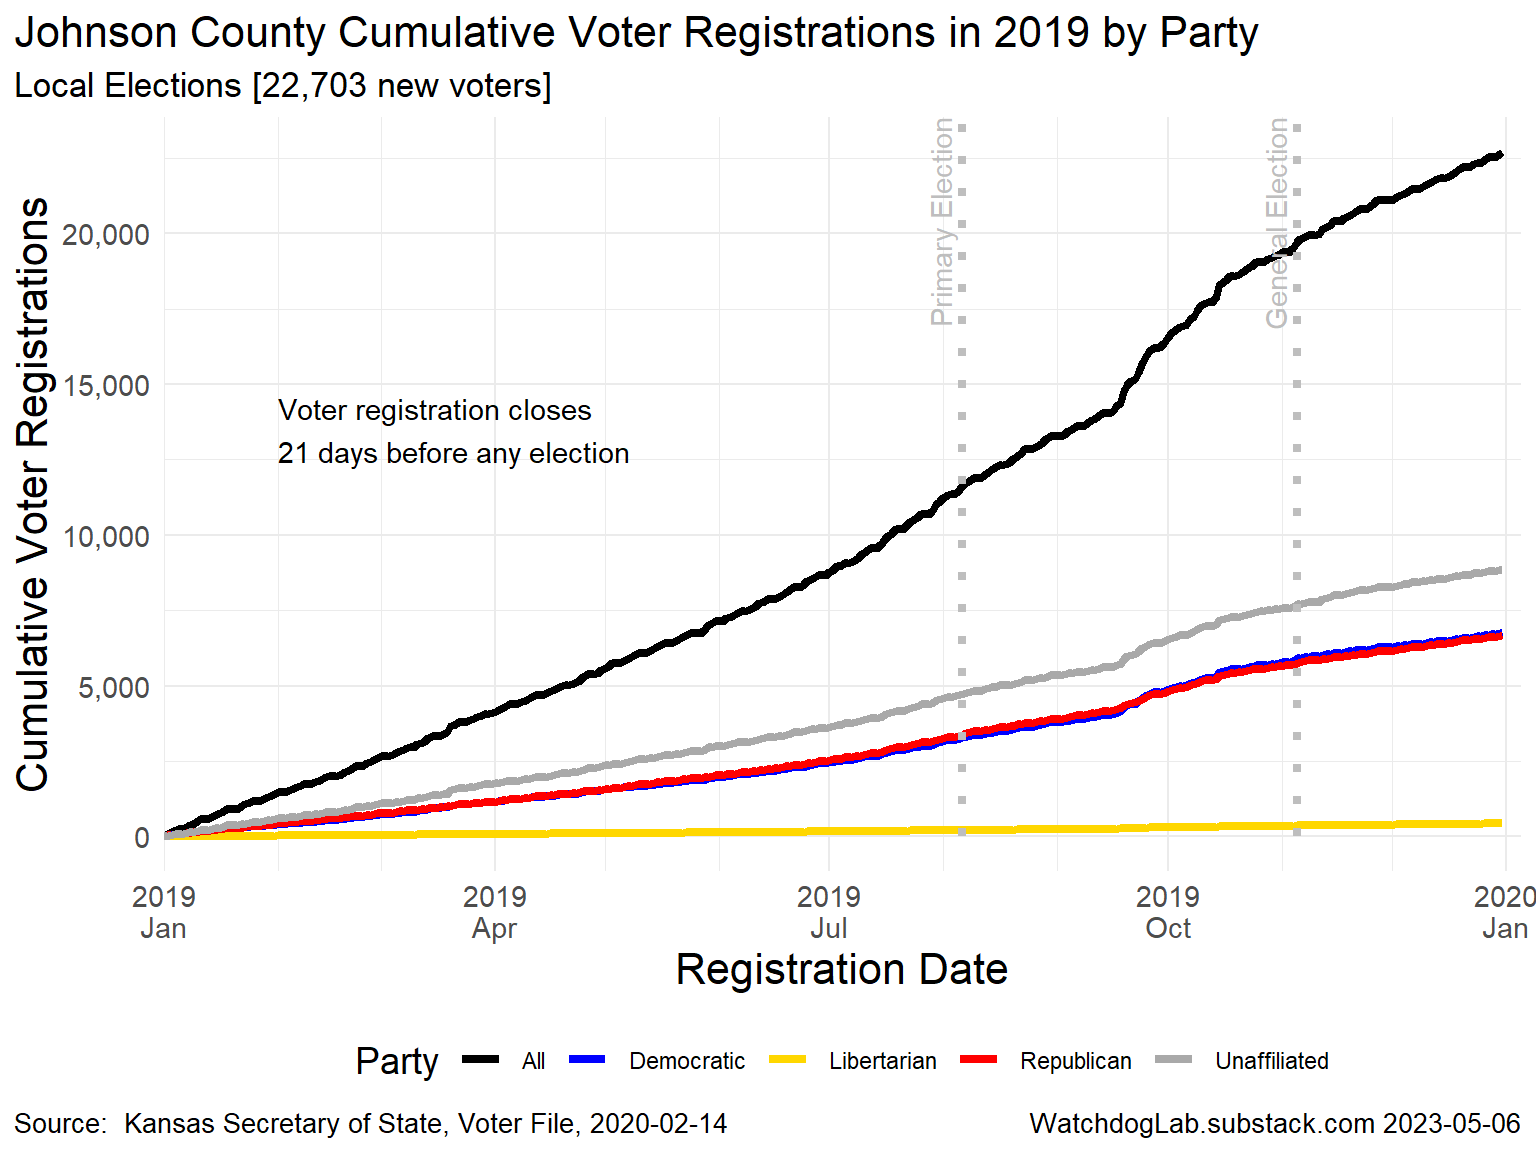 Johnson County Cumulative Voter Registrations in 2019 by Party
Local Elections [22,703 new voters]
Cumulative Voter Registrations
20,000
15,000
10,000
5,000
0
Primary Election
General Election
Voter registration closes
21 days before any election
2019 Jan
2019 Apr
2019 Jul
2019 Oct
2020 Jan
Registration Date
Party All Democratic Libertarian Republican Unaffiliated
Source:  Kansas Secretary of State, Voter File, 2020-02-14
WatchdogLab.substack.com 2023-05-06